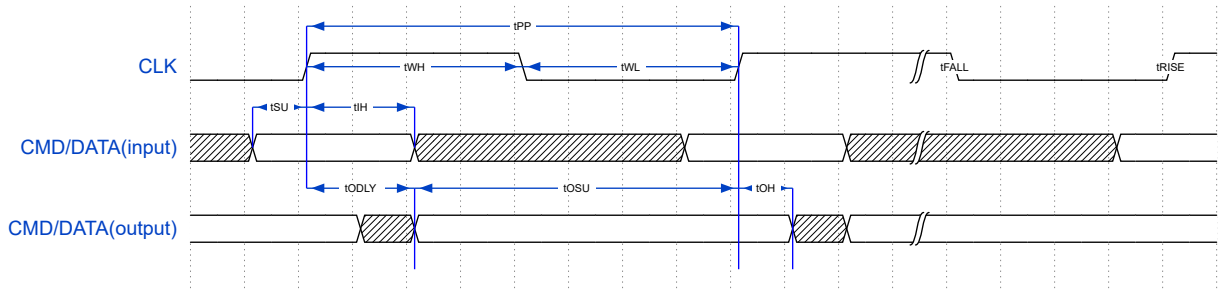 tPP
CLK
tWH
tWL
tFALL
tRISE
tSU
tIH
CMD/DATA(input)
tODLY
tOSU
tOH
CMD/DATA(output)